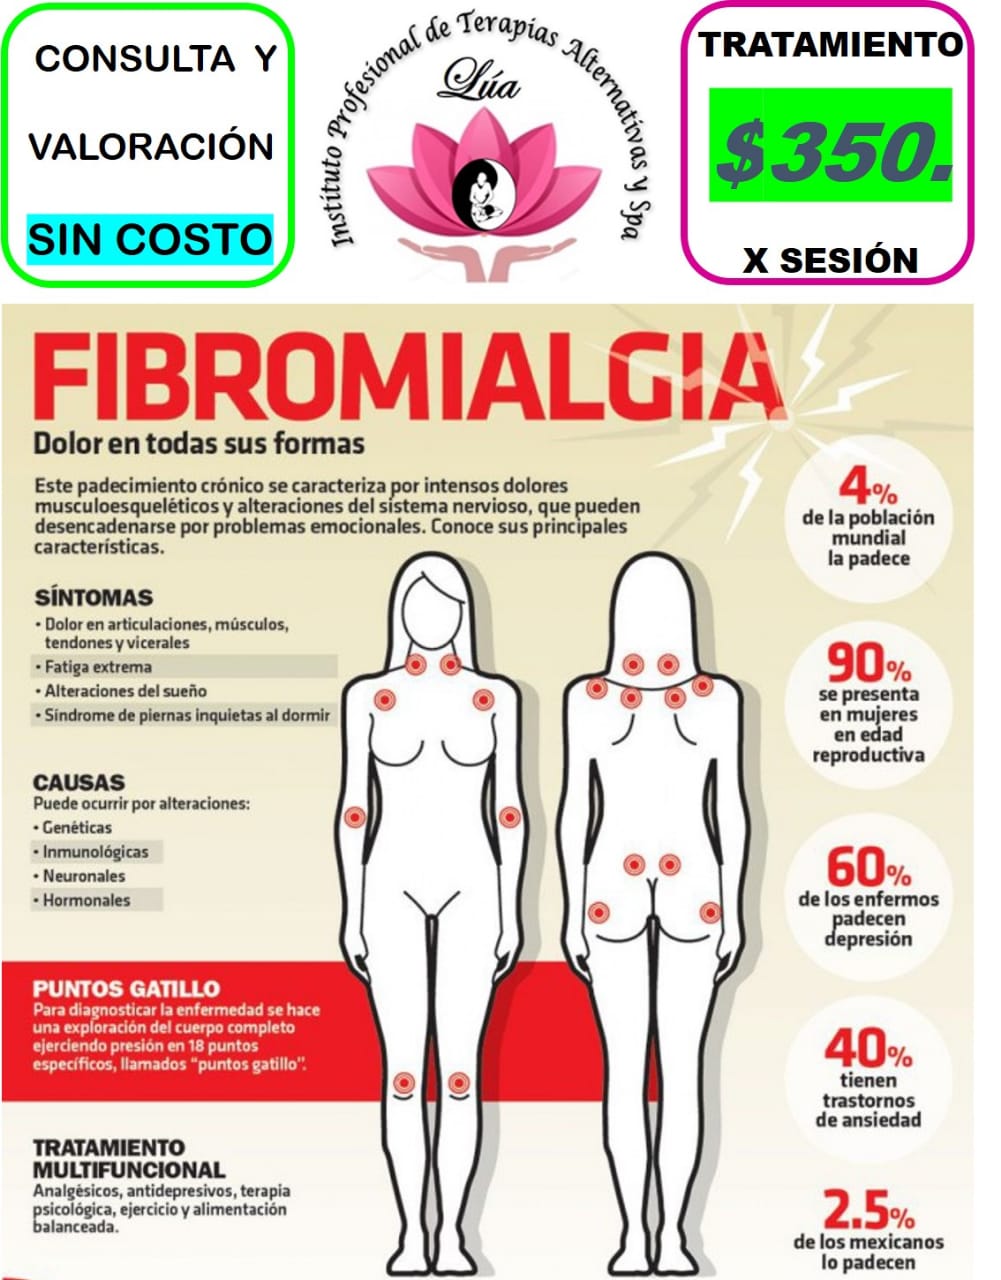 CONSULTA Y
VALORACIÓN
SIN COSTO
Instituto Profesional de Terapias Alternativas y Spa
Lúa
TRATAMIENTO
$350.
X SESIÓN
FIBROMIALGIA
Dolor en todas sus formas
Este padecimiento crónico se caracteriza por intensos dolores
musculoesqueléticos y alteraciones del sistema nervioso, que pueden
desencadenarse por problemas emocionales. Conoce sus principales
características.
SÍNTOMAS
• Dolor en articulaciones, músculos,
tendones y vicerales
• Fatiga extrema
• Alteraciones del sueño
• Síndrome de piernas inquietas al dormir
CAUSAS
Puede ocurrir por alteraciones:
• Genéticas
• Inmunológicas
• Neuronales
• Hormonales
PUNTOS GATILLO
Para diagnosticar la enfermedad se hace
una exploración del cuerpo completo
ejerciendo presión en 18 puntos
específicos, llamados “puntos gatillo”.
TRATAMIENTO
MULTIFUNCIONAL
Analgésicos, antidepresivos, terapia
psicológica, ejercicio y alimentación
balanceada.
4%
de la población
mundial
la padece
90%
se presenta
en mujeres
en edad
reproductiva
60%
de los enfermos
padecen
depresión
40%
tienen
trastornos
de ansiedad
2.5%
de los mexicanos
lo padecen